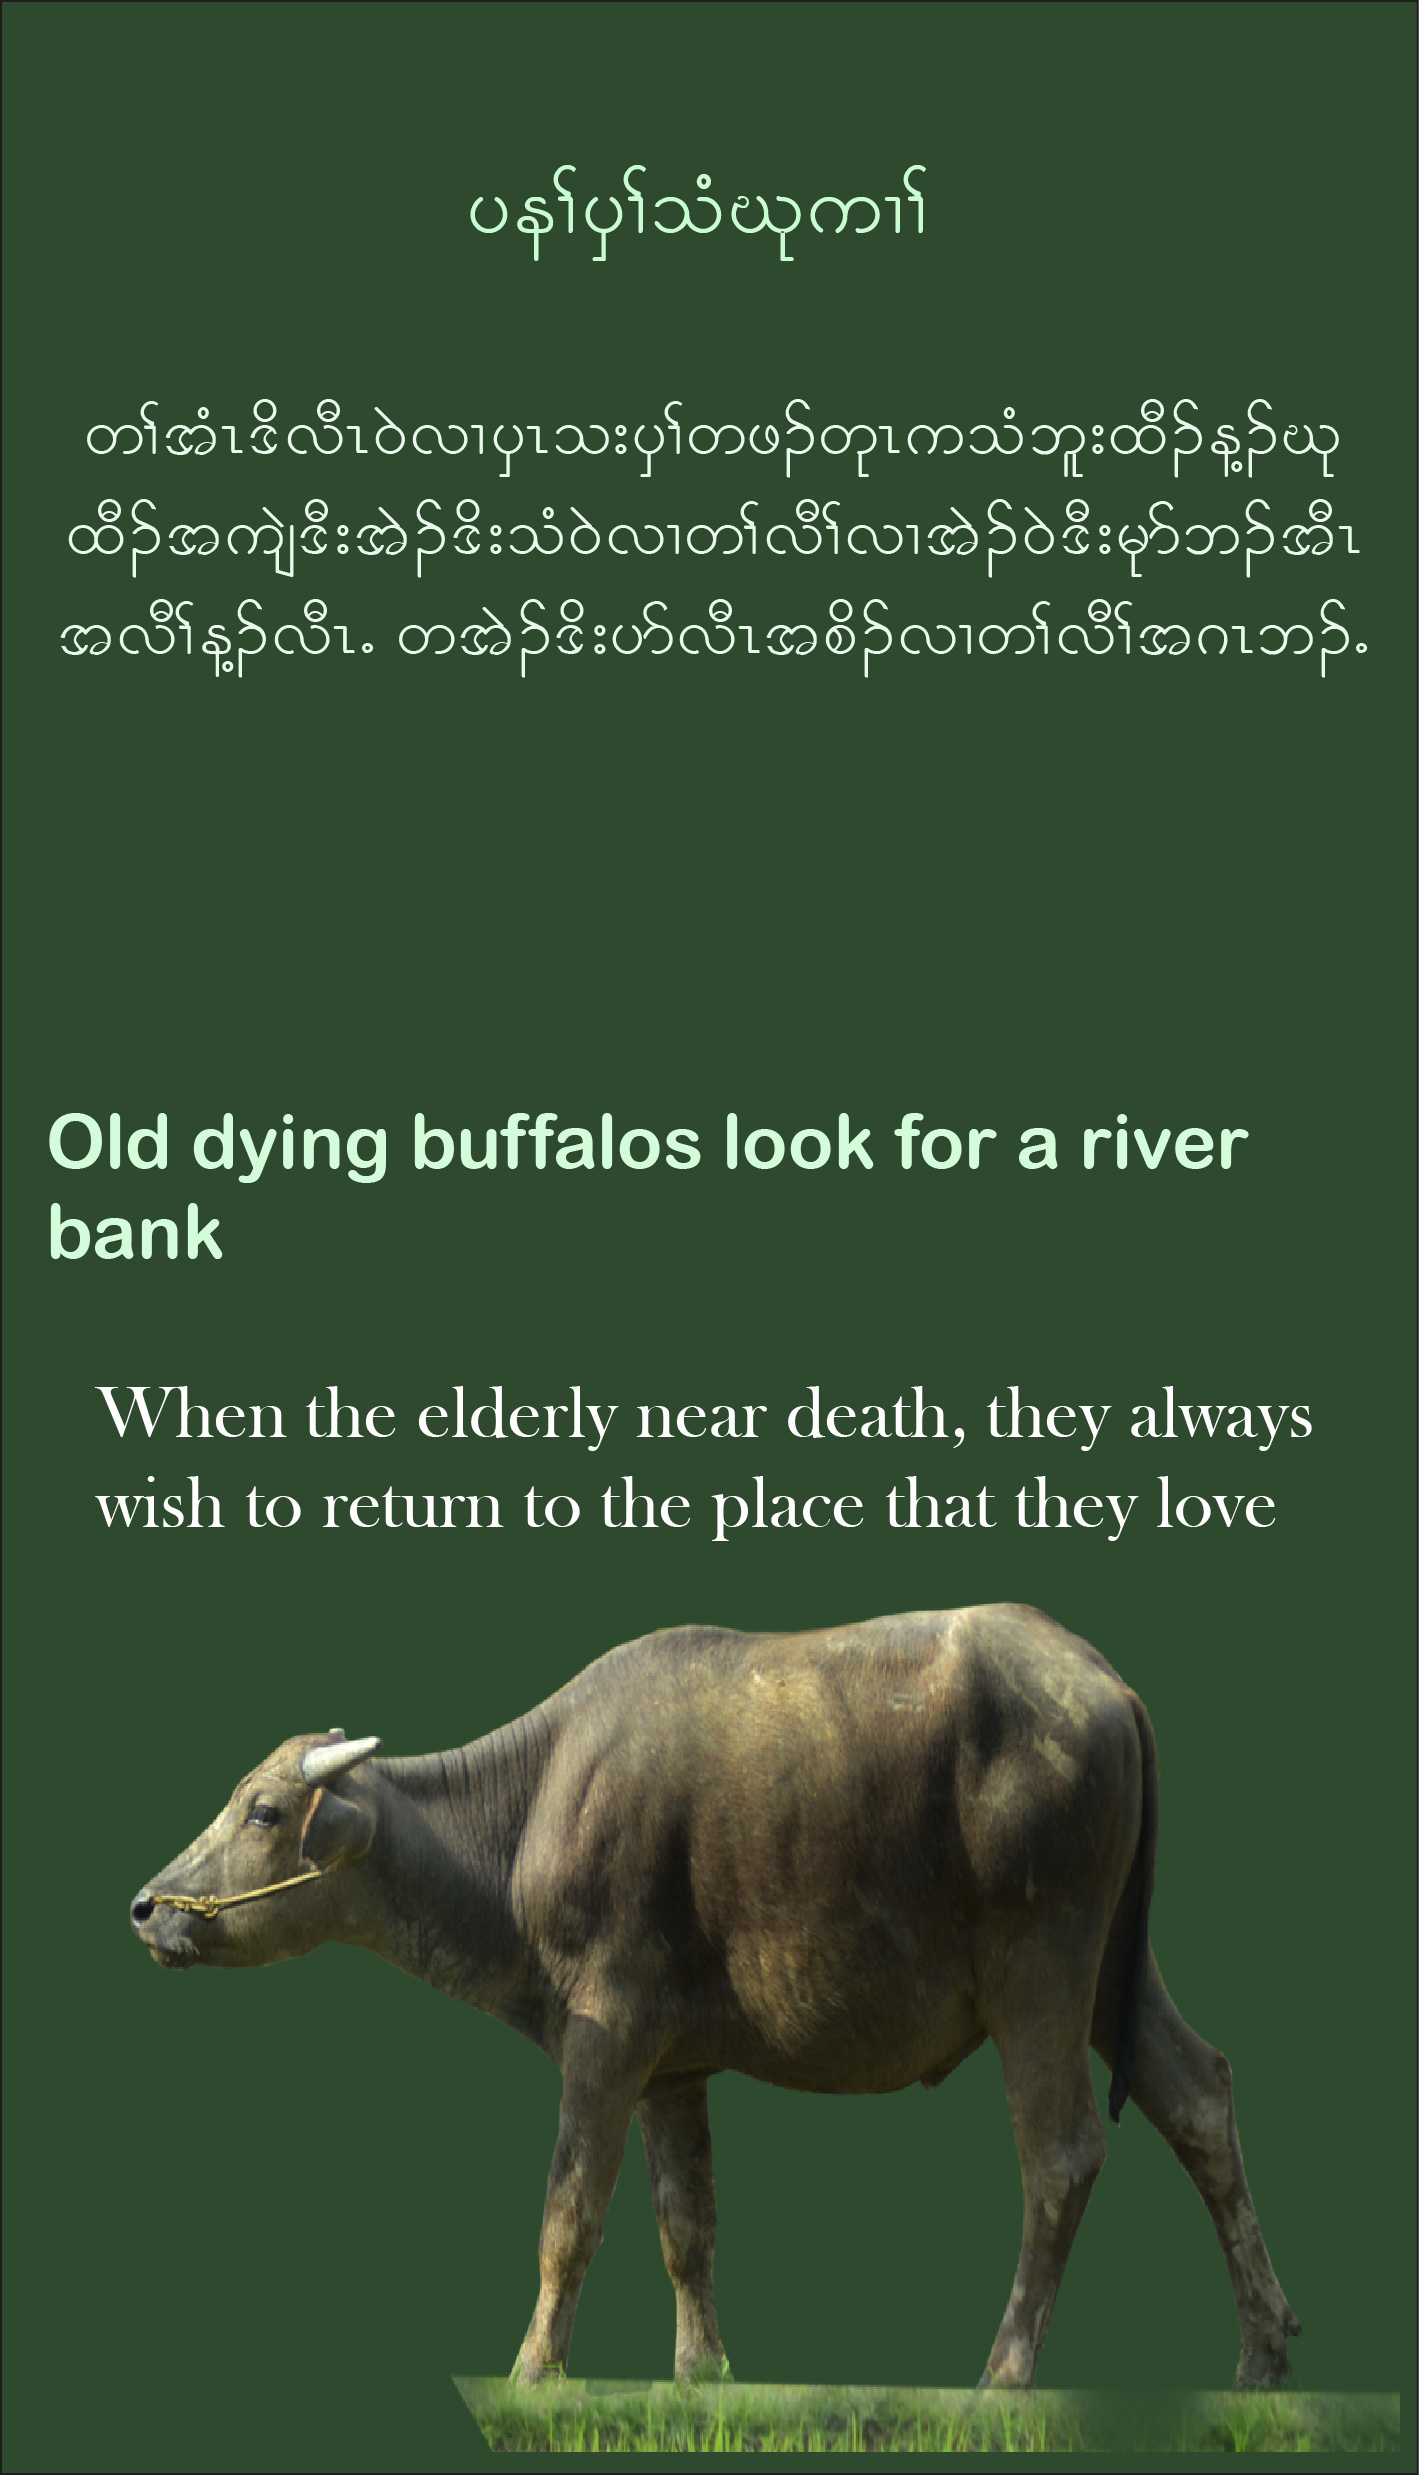 ပနၢ်ပှၢ်သံဃုကၢၢ်
တၢ်အံၤဒိလီၤဝဲလၢပှၤသးပှၢ်တဖၣ်တုၤကသံဘူးထီၣ်န့ၣ်ဃု
ထီၣ်အကျဲဒီးအဲၣ်ဒိးသံဝဲလၢတၢ်လီၢ်လၢအဲၣ်ဝဲဒီးမုာ်ဘၣ်အီၤ
အလီၢ်န့ၣ်လီၤ. တအဲၣ်ဒိးဟာ်လီၤအစိၣ်လၢတၢ်လီၢ်အဂၤဘၣ်.
Old dying buffalos look for a river
bank
When the elderly near death, they always
wish to return to the place that they love